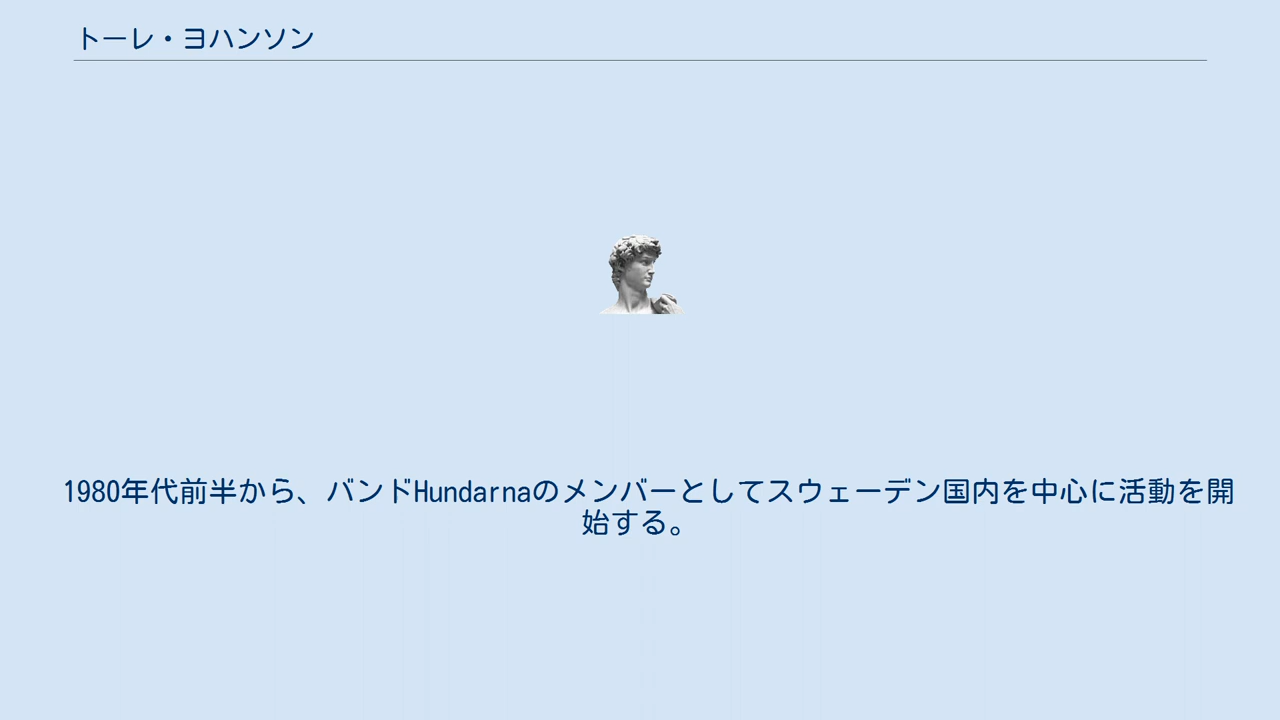 トーレ・ヨハンソン
1980年代前半から、バンドHundarnaのメンバーとしてスウェーデン国内を中心に活動を開
始する。